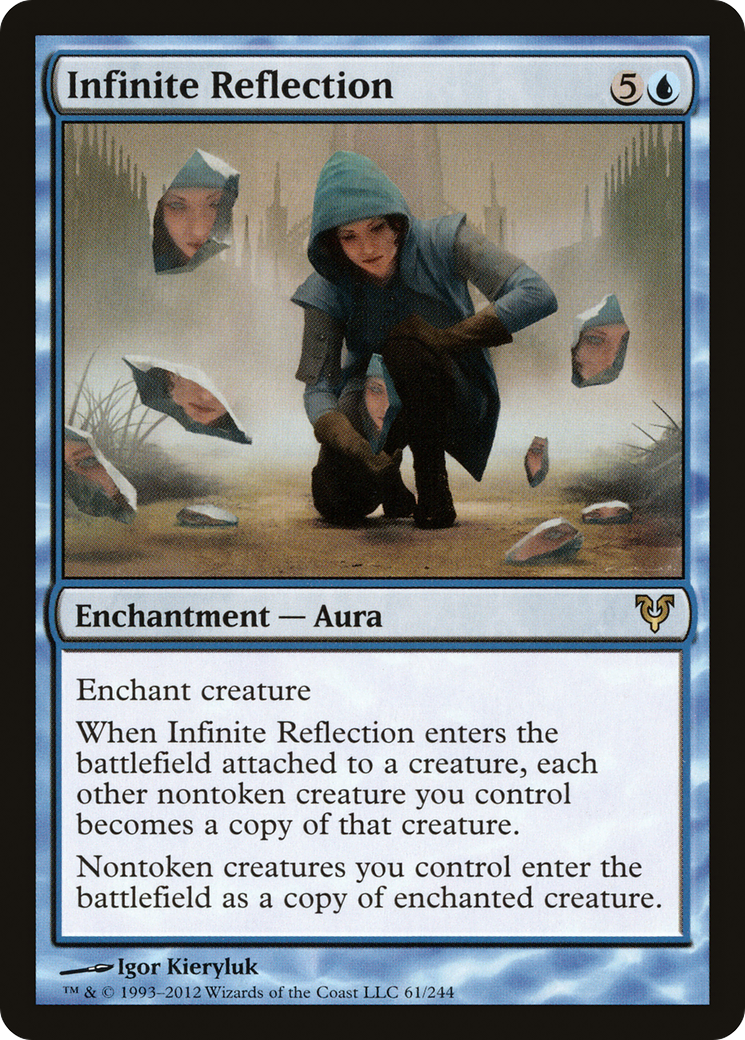 Infinite Reflection 5
Enchantment — Aura
Enchant creature
When Infinite Reflection enters the
battlefield attached to a creature, each
other nontoken creature you control
becomes a copy of that creature.
Nontoken creatures you control enter the
battlefield as a copy of enchanted creature.
Igor Kieryluk
™ & © 1993–2012 Wizards of the Coast LLC 61/244